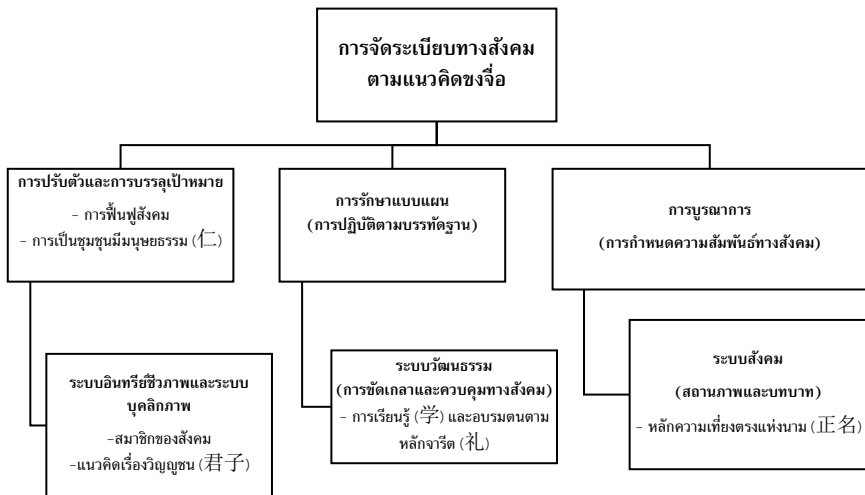 การจัดระเบียบทางสังคม
ตามแนวคิดขงจื่อ
การปรับตัวและการบรรลุเป้าหมาย
- การฟื้นฟูสังคม
- การเป็นชุมชุนมีมนุษยธรรม (仁)
การรักษาแบบแผน
(การปฏิบัติตามบรรทัดฐาน)
การบูรณาการ
(การกำหนดความสัมพันธ์ทางสังคม)
ระบบอินทรีย์ชีวภาพและระบบ
บุคลิกภาพ
-สมาชิกของสังคม
-แนวคิดเรื่องวิญญูชน (君子)
ระบบวัฒนธรรม
(การขัดเกลาและควบคุมทางสังคม)
- การเรียนรู้ (学) และอบรมตนตาม
หลักจารีต (礼)
ระบบสังคม
(สถานภาพและบทบาท)
- หลักความเที่ยงตรงแห่งนาม (正名)